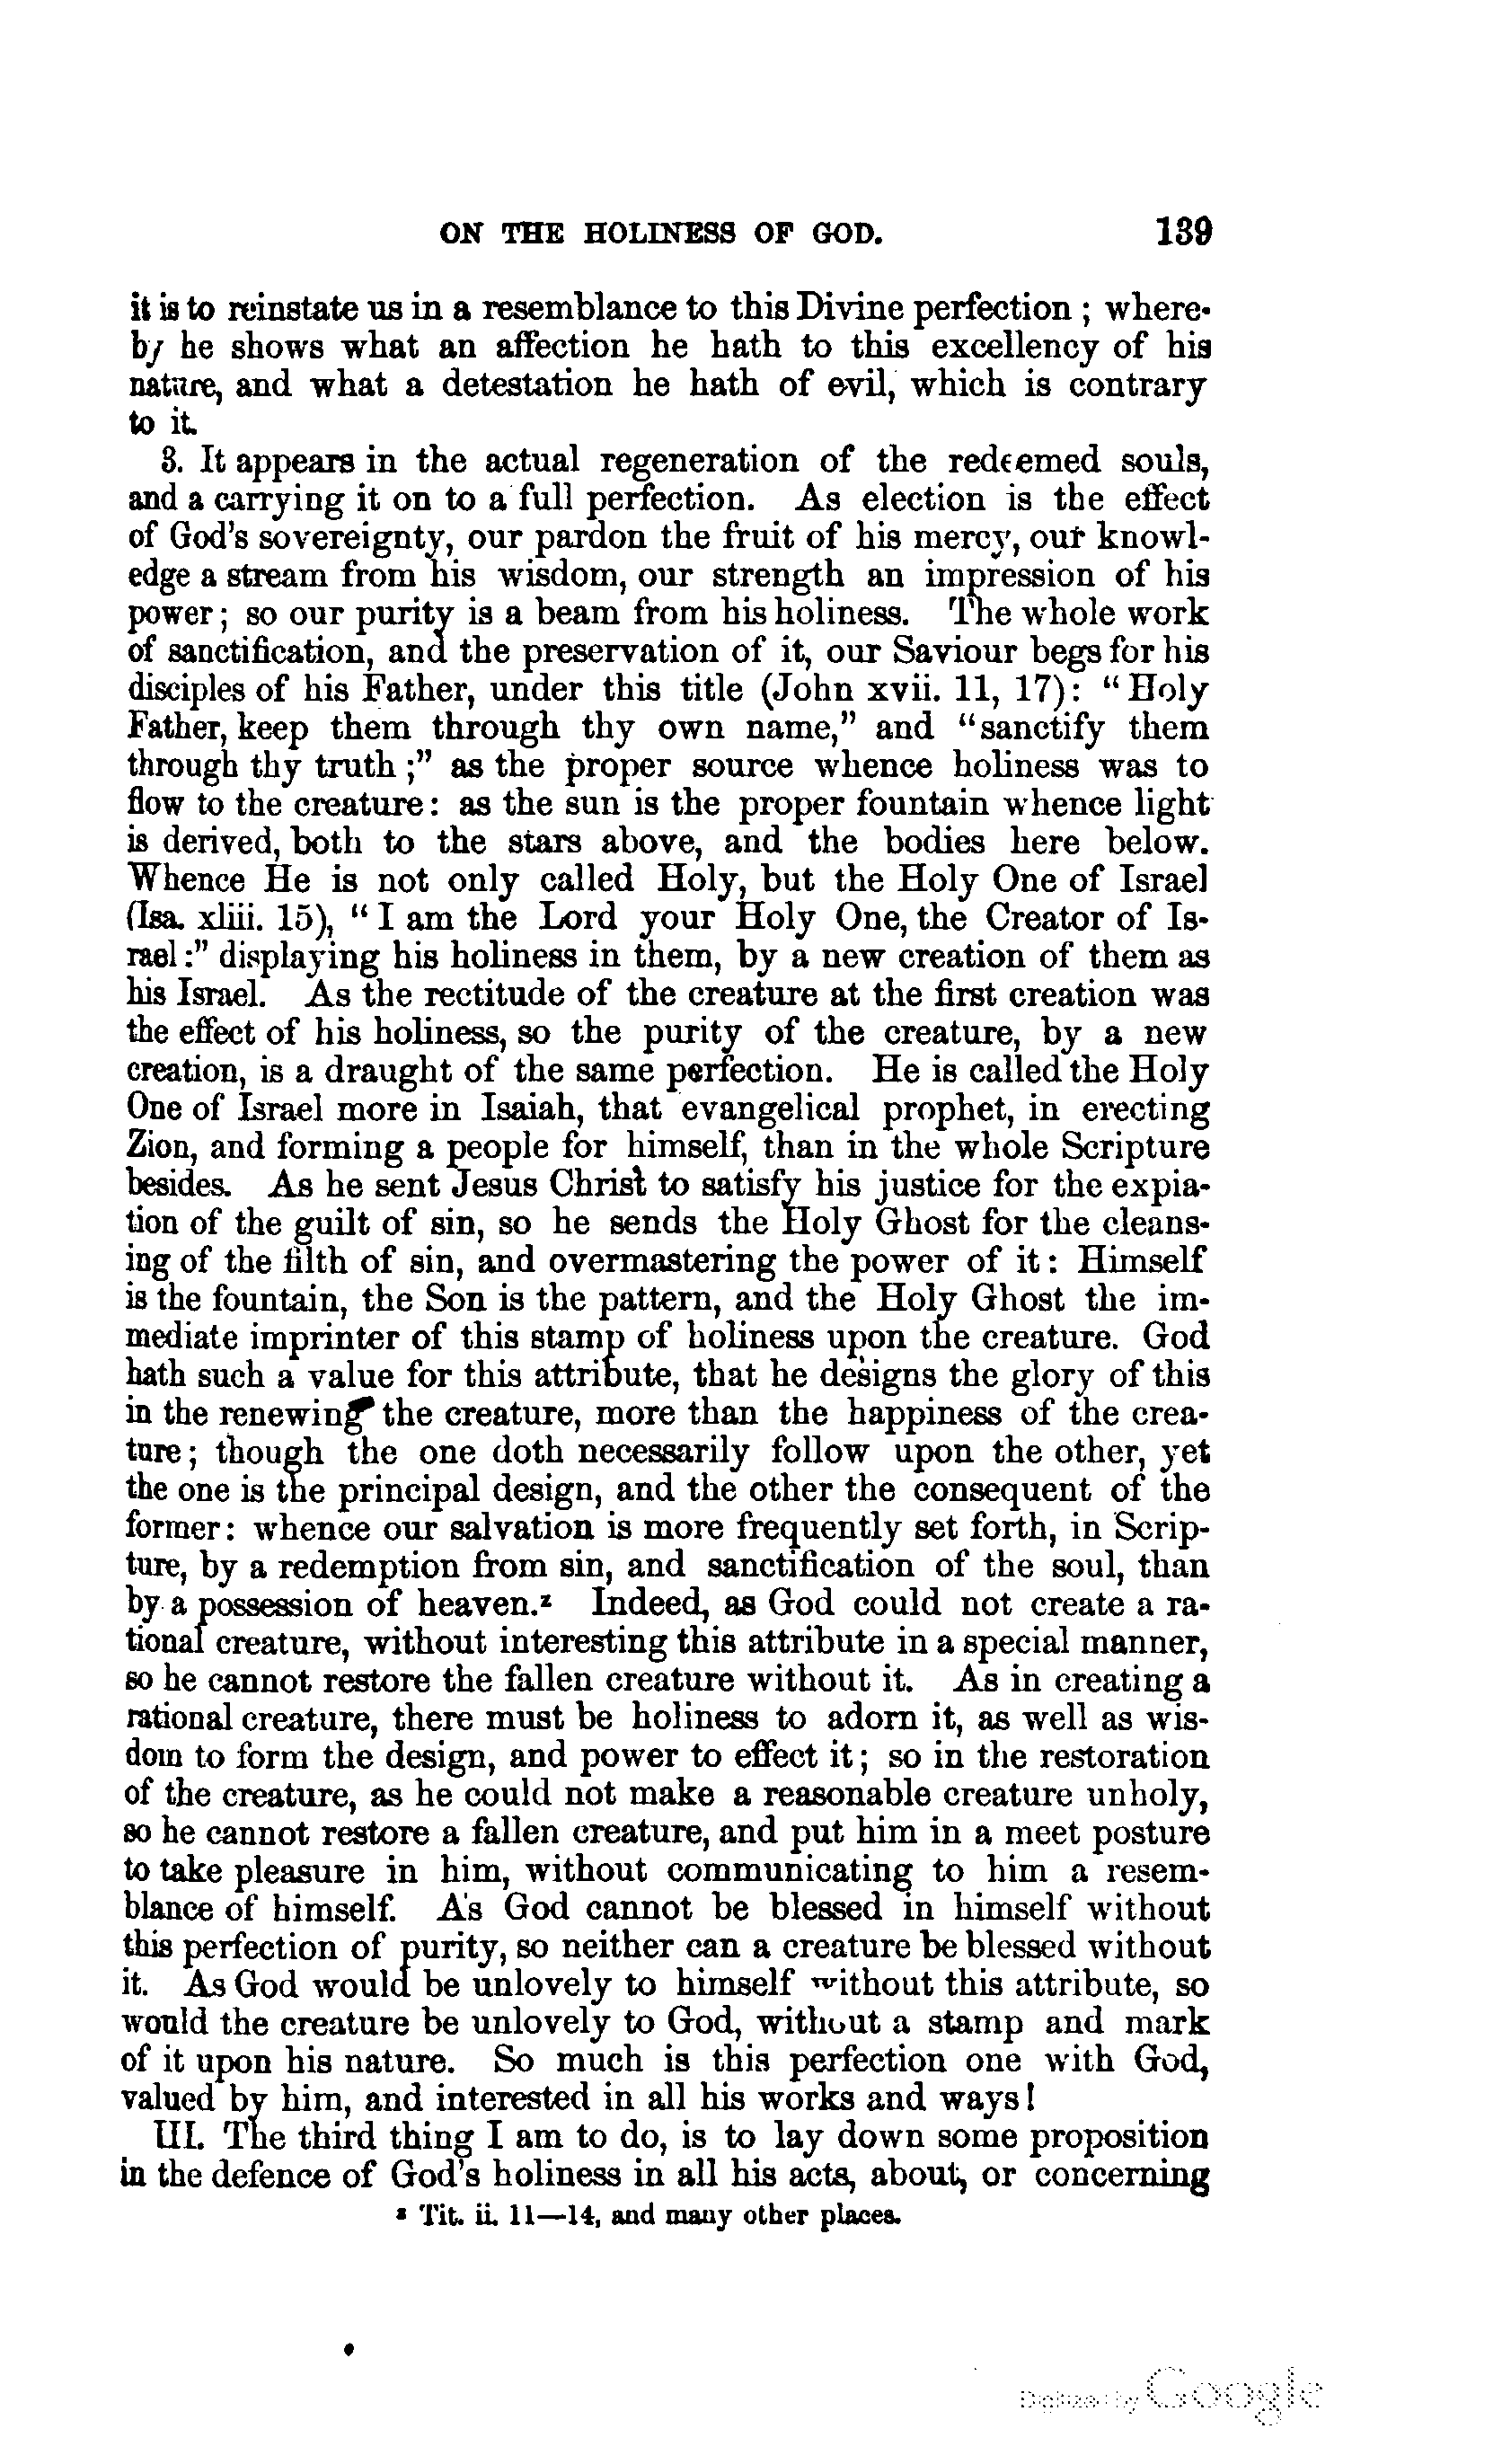 ON THE HOLINESS OF GOD. 139
it is to reinstate us in a resemblance to this Divine perfection ; where-
by he shows what an affection he hath to this excellency of his
nature, and what a detestation he hath of evil, which is contrary
to it.
3. It appears in the actual regeneration of the redeemed souls,
and a carrying it on to a full perfection. As election is the effect
of God's sovereignty, our pardon the fruit of his mercy, our knowl-
edge a stream from his wisdom, our strength an impression of his
power; so our purity is a beam from his holiness. The whole work
of sanctification, and the preservation of it, our Saviour begs for his
disciples of his Father, under this title (John xvii. 11, 17): "Holy
Father, keep them through thy own name," and "sanctify them
through thy truth ;" as the proper source whence holiness was to
flow to the creature: as the sun is the proper fountain whence light
is derived, both to the stars above, and the bodies here below.
Whence He is not only called Holy, but the Holy One of Israel
(Isa. xliii. 15), "I am the Lord your Holy One, the Creator of Is-
rael :" displaying his holiness in them, by a new creation of them as
his Israel. As the rectitude of the creature at the first creation was
the effect of his holiness, so the purity of the creature, by a new
creation, is a draught of the same perfection. He is called the Holy
One of Israel more in Isaiah, that evangelical prophet, in erecting
Zion, and forming a people for himself, than in the whole Scripture
besides. As he sent Jesus Christ to satisfy his justice for the expia-
tion of the guilt of sin, so he sends the Holy Ghost for the cleans-
ing of the filth of sin, and overmastering the power of it : Himself
is the fountain, the Son is the pattern, and the Holy Ghost the im-
mediate imprinter of this stamp of holiness upon the creature. God
hath such a value for this attribute, that he designs the glory of this
in the renewing the creature, more than the happiness of the crea-
ture; though the one doth necessarily follow upon the other, yet
the one is the principal design, and the other the consequent of the
former: whence our salvation is more frequently set forth, in Scrip-
ture, by a redemption from sin, and sanctification of the soul, than
by a possession of heaven.z Indeed, as God could not create a ra-
tional creature, without interesting this attribute in a special manner,
so he cannot restore the fallen creature without it. As in creating a
rational creature, there must be holiness to adorn it, as well as wis-
dom to form the design, and power to effect it; so in the restoration
of the creature, as he could not make a reasonable creature unholy,
so he cannot restore a fallen creature, and put him in a meet posture
to take pleasure in him, without communicating to him a resem-
blance of himself. As God cannot be blessed in himself without
this perfection of purity, so neither can a creature be blessed without
it. As God would be unlovely to himself without this attribute, so
would the creature be unlovely to God, without a stamp and mark
of it upon his nature. So much is this perfection one with God,
valued by him, and interested in all his works and ways!
III. The third thing I am to do, is to lay down some proposition
in the defence of God's holiness in all his acts, about, or concerning
z Tit. ii. 11—14, and many other places.
Digitized by Google